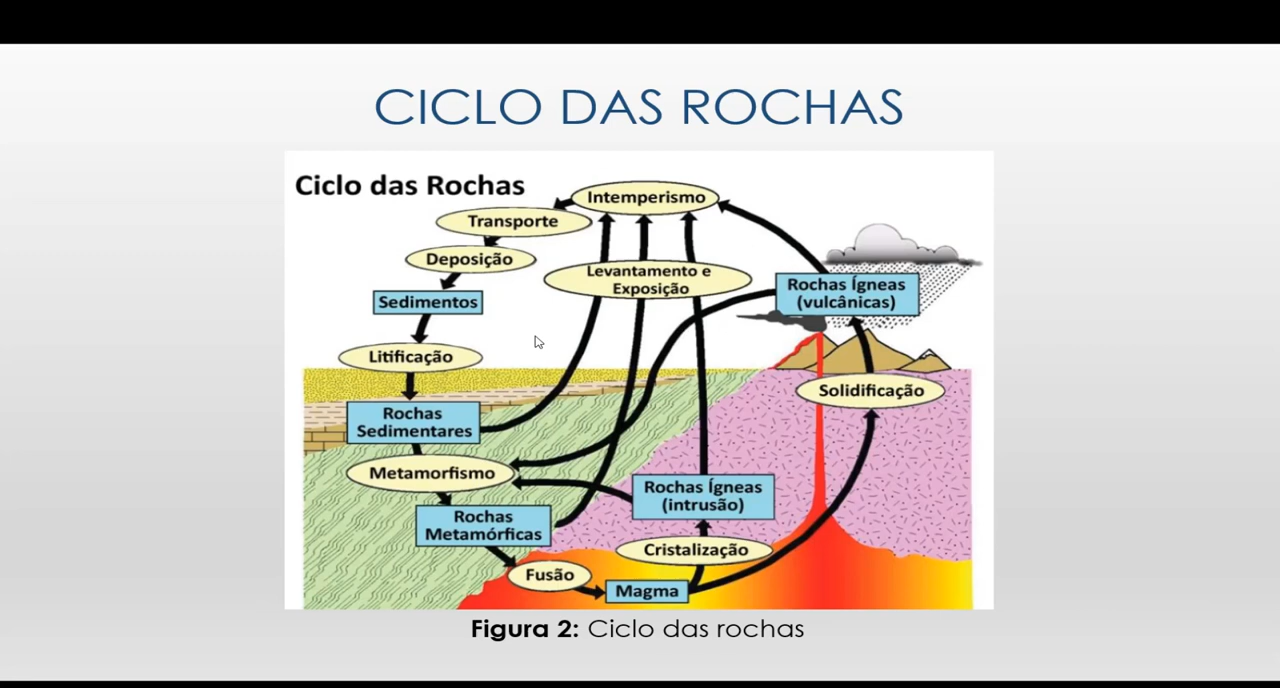 CICLO DAS ROCHAS
Ciclo das Rochas
Intemperismo
Transporte
Deposição
Levantamento e
Exposição
Rochas Ígneas
(vulcânicas)
Sedimentos
Litificação
Solidificação
Rochas
Sedimentares
Metamorfismo
Rochas Ígneas
(intrusão)
Rochas
Metamórficas
Cristalização
Fusão
Magma
Figura 2: Ciclo das rochas